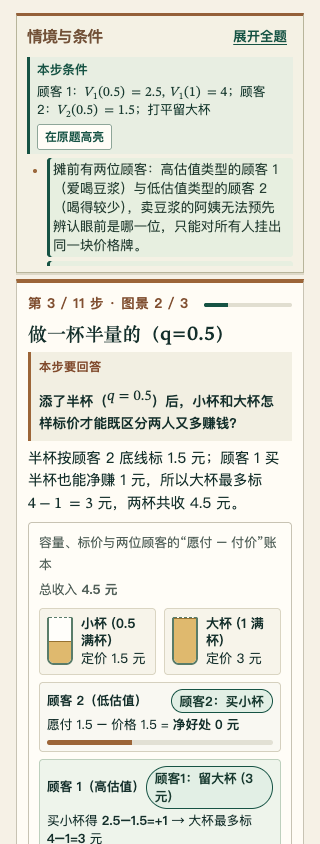 情境与条件
展开全题
本步条件
顾客 1：V₁(0.5) = 2.5, V₁(1) = 4；顾客
2：V₂(0.5) = 1.5；打平留大杯
在原题高亮
摊前有两位顾客：高估值类型的顾客 1
（爱喝豆浆）与低估值类型的顾客 2
（喝得较少），卖豆浆的阿姨无法预先
辨认眼前是哪一位，只能对所有人挂出
同一块价格牌。
第 3 / 11 步 · 图景 2 / 3
做一杯半量的（q=0.5）
本步要回答
添了半杯（q = 0.5）后，小杯和大杯怎
样标价才能既区分两人又多赚钱？
半杯按顾客 2 底线标 1.5 元；顾客 1 买
半杯也能净赚 1 元，所以大杯最多标
4 − 1 = 3 元，两杯共收 4.5 元。
容量、标价与两位顾客的“愿付 − 付价”账
本
总收入 4.5 元
小杯 (0.5
满杯)
定价 1.5 元
大杯 (1 满
杯)
定价 3 元
顾客 2（低估值）
顾客2：买小杯
愿付 1.5 − 价格 1.5 = 净好处 0 元
顾客 1（高估值）
顾客1：留大杯 (3
元)
买小杯得 2.5−1.5=+1 → 大杯最多标
4−1=3 元